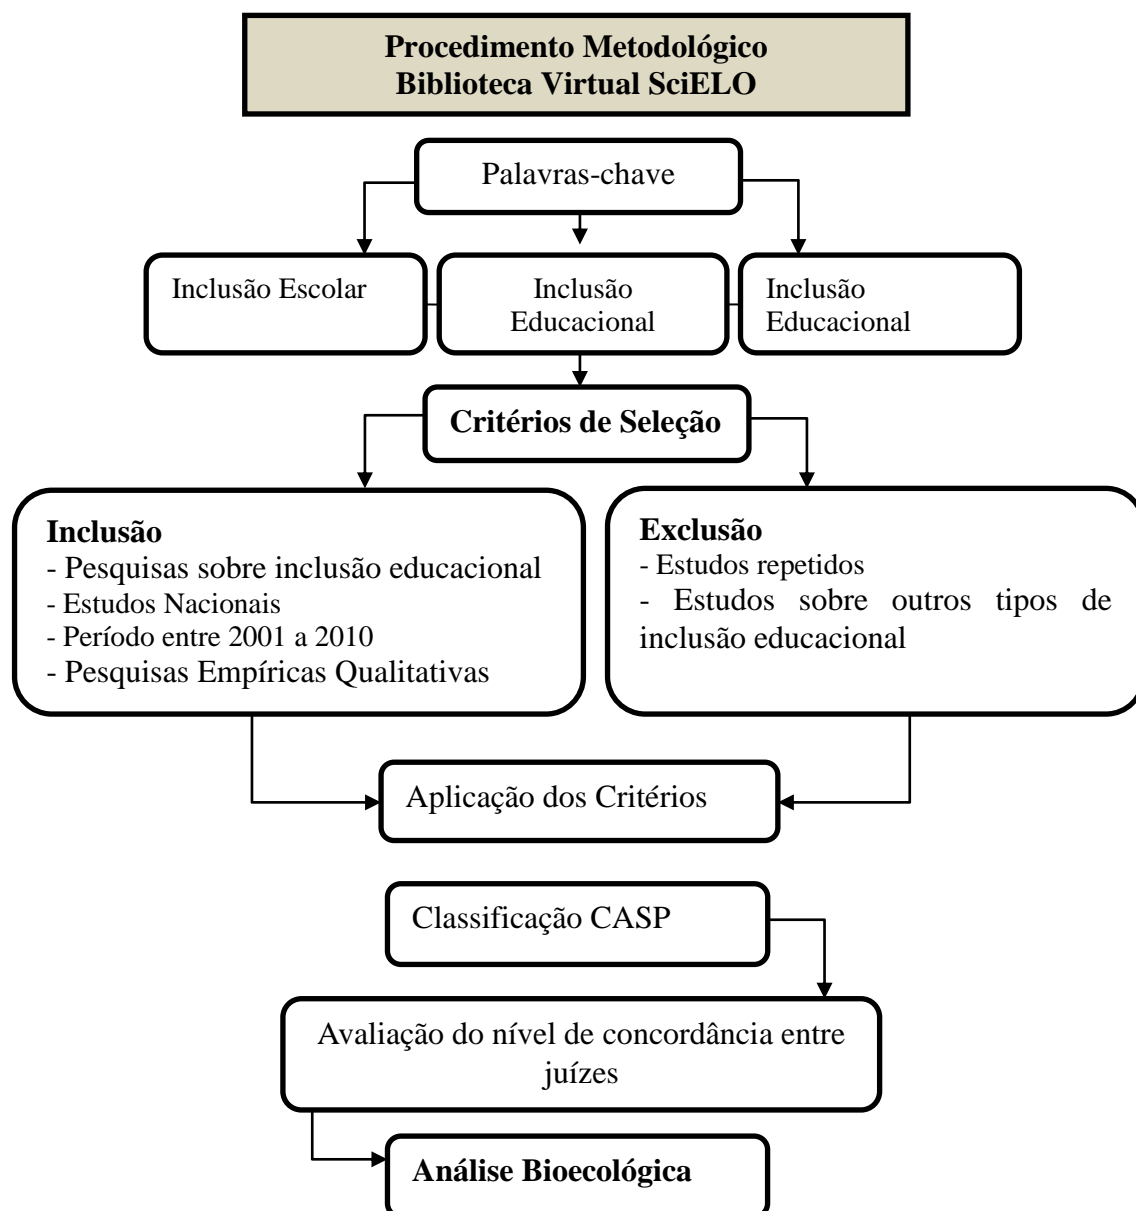 Procedimento Metodológico
Biblioteca Virtual SciELO
Palavras-chave
Inclusão Escolar
Inclusão
Educacional
Inclusão
Educacional
Critérios de Seleção
Inclusão
- Pesquisas sobre inclusão educacional
- Estudos Nacionais
- Período entre 2001 a 2010
- Pesquisas Empíricas Qualitativas
Exclusão
- Estudos repetidos
- Estudos sobre outros tipos de
inclusão educacional
Aplicação dos Critérios
Classificação CASP
Avaliação do nível de concordância entre
juízes
Análise Bioecológica